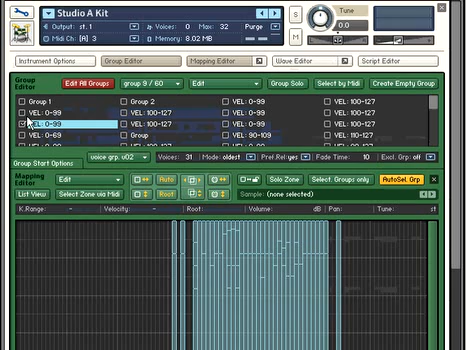 Studio A Kit
Purge
Output: st. 1 Voices: 0 Max: 32
Midi Ch: [A] 3 Memory: 8.02 MB
S
M
Tune
0.0
Instrument Options Group Editor Mapping Editor Wave Editor Script Editor
Group Editor Edit All Groups group 9 / 60 Edit Group Solo Select by Midi Create Empty Group
Group 1 Group 2 VEL: 0-99 VEL: 100-127
VEL: 0-99 VEL: 100-127 VEL: 0-99 VEL: 100-127
VEL: 0-99 VEL: 100-127 VEL: 0-99 VEL: 100-127
VEL: 0-69 Group VEL: 90-109 VEL: 110-127
voice grp. v02 Voices: 31 Mode: oldest Pref.Rel: yes Fade Time: 10 Excl. Grp: off
Group Start Options
Mapping Editor Edit Auto Solo Zone Select. Groups only AutoSel. Grp
List View Select Zone via Midi Root Sample: (none selected)
K.Range: - Velocity: - Root: Volume: dB Pan: Tune: st